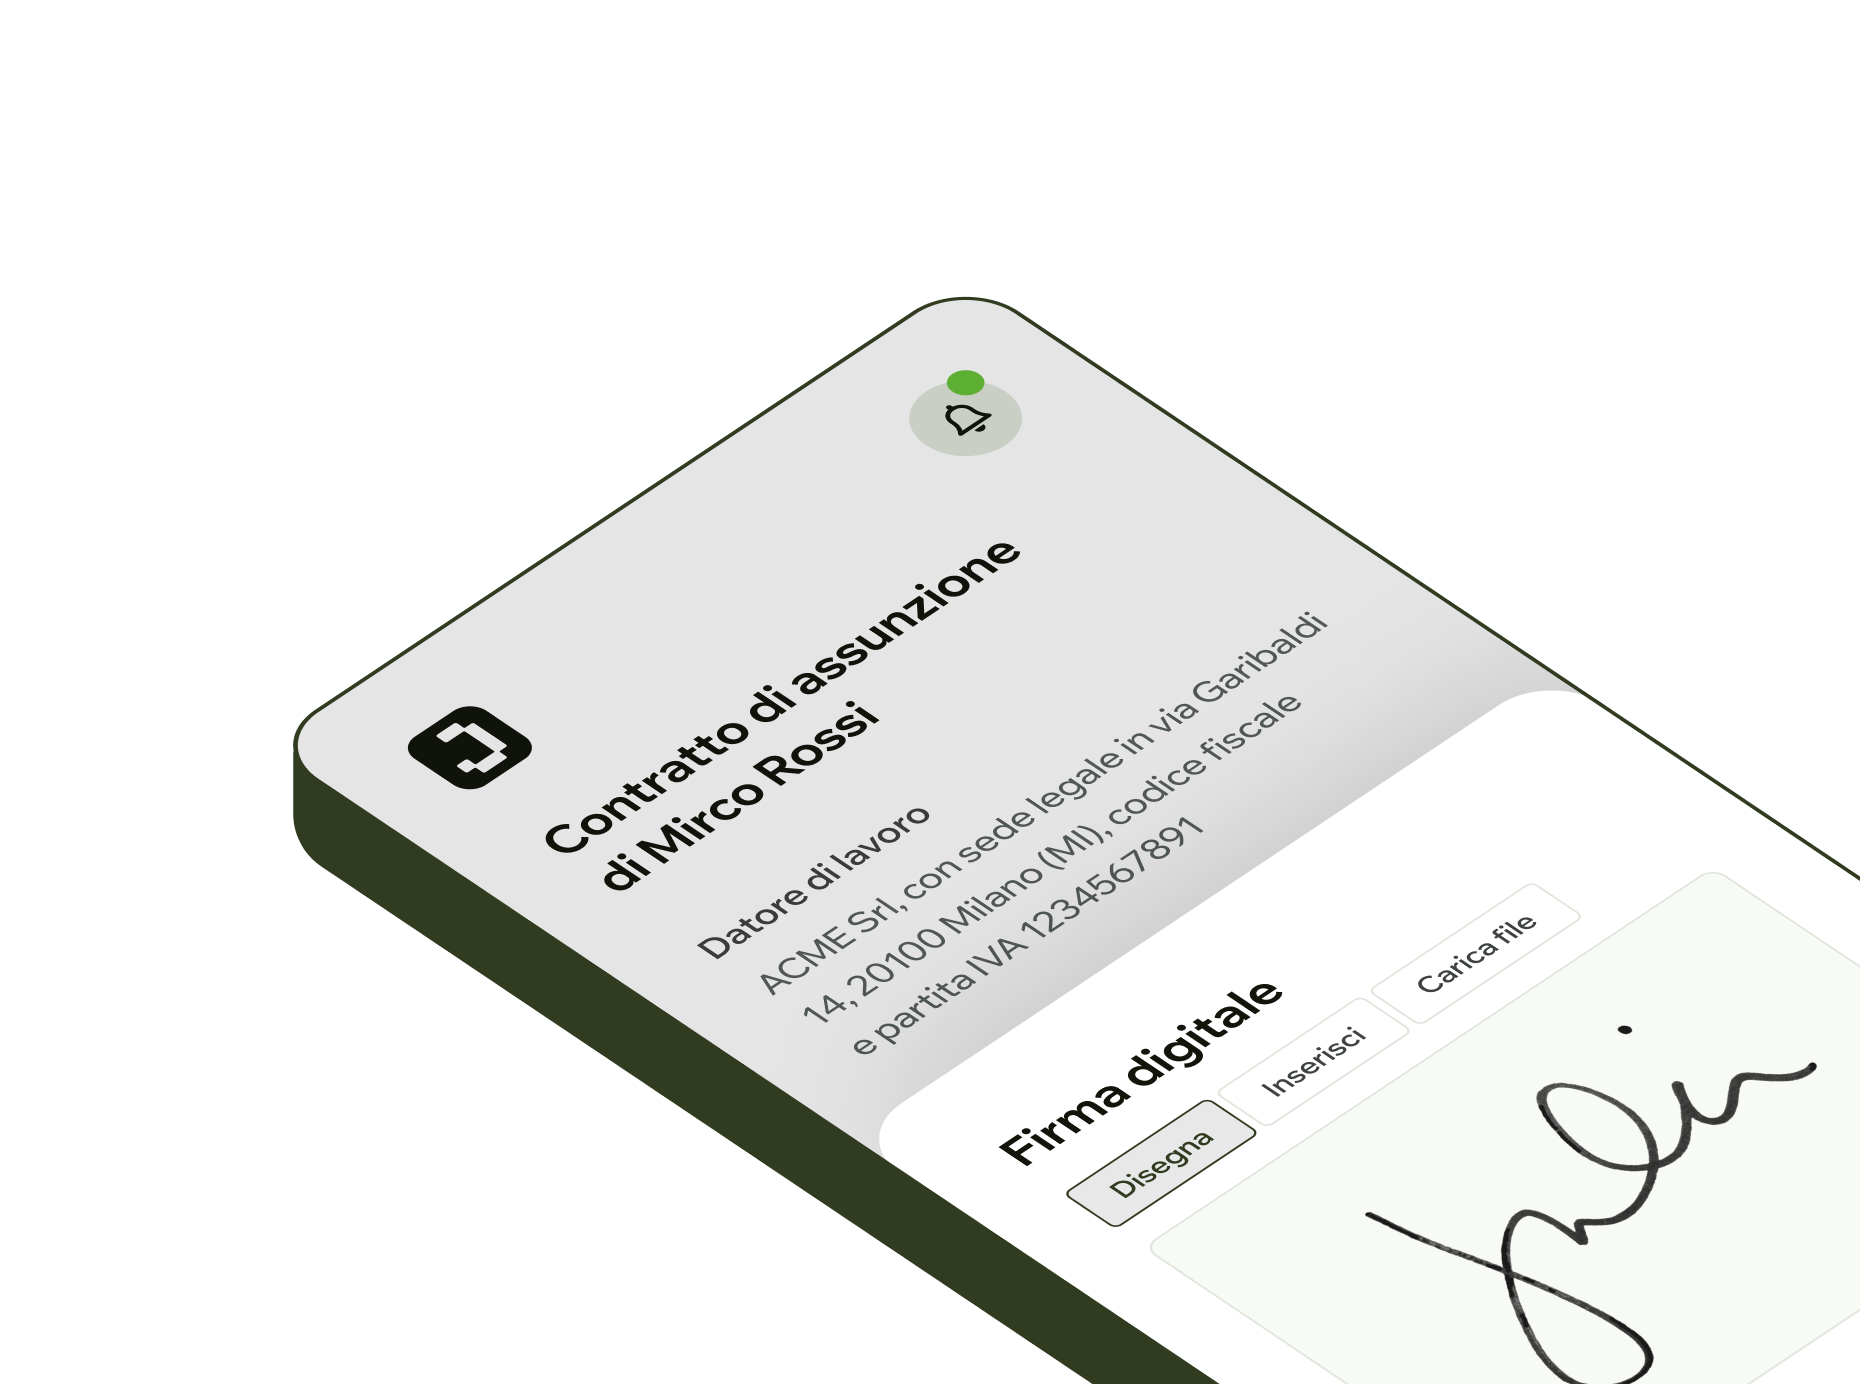 Contratto di assunzione
di Mirco Rossi
Datore di lavoro
ACME Srl, con sede legale in via Garibaldi
14, 20100 Milano (MI), codice fiscale
e partita IVA 1234567891
Firma digitale
Disegna
Inserisci
Carica file